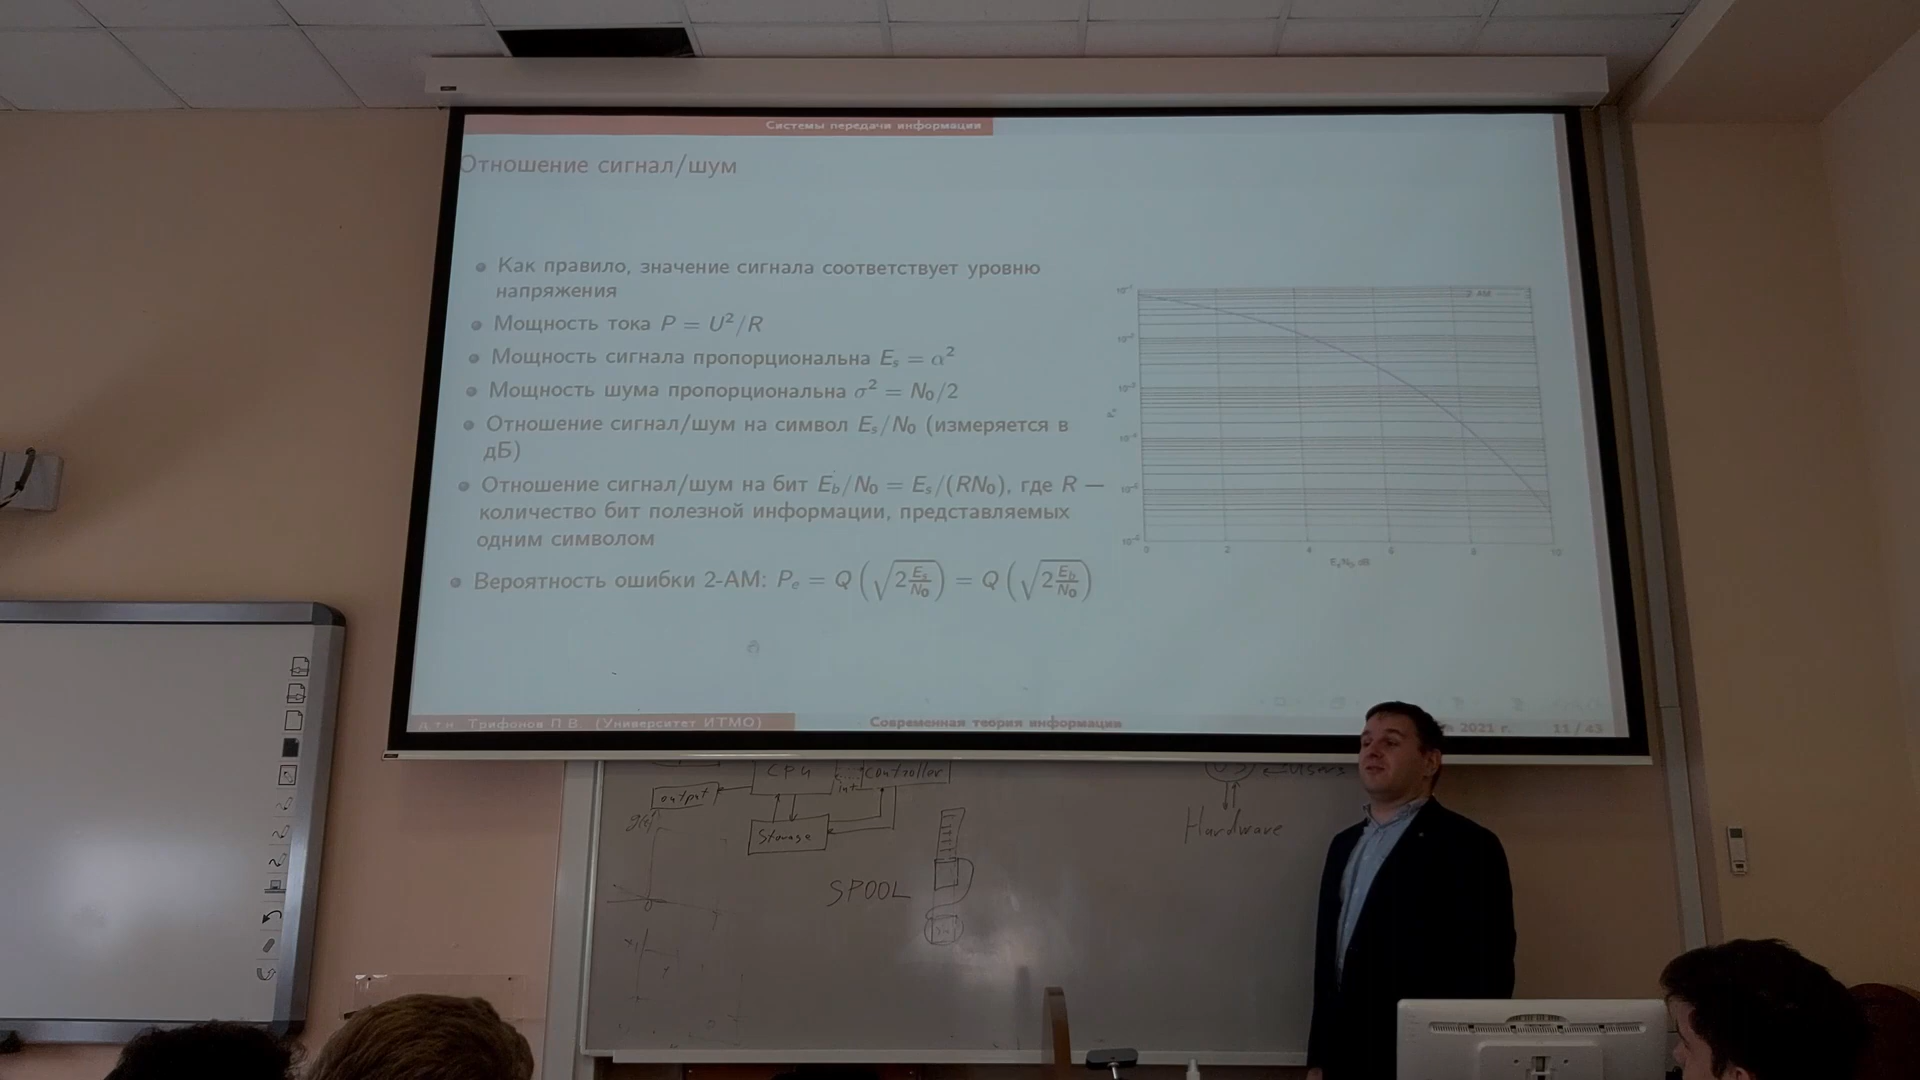 Системы передачи информации
Отношение сигнал/шум
Как правило, значение сигнала соответствует уровню
напряжения
Мощность тока P = U²/R
Мощность сигнала пропорциональна Eₛ = α²
Мощность шума пропорциональна σ² = N₀/2
Отношение сигнал/шум на символ Eₛ/N₀ (измеряется в
дБ)
Отношение сигнал/шум на бит E_b/N₀ = Eₛ/(RN₀), где R —
количество бит полезной информации, представляемых
одним символом
Вероятность ошибки 2-AM: Pₑ = Q(√(2 Eₛ/N₀)) = Q(√(2 E_b/N₀))
2 AM
0 2 4 6 8 10
д.т.н. Трифонов П.В. (Университет ИТМО)
Современная теория информации
2021 г.
11 / 43
CPU
Controller
int
output
Storage
g(t)
SPOOL
Users
Hardware